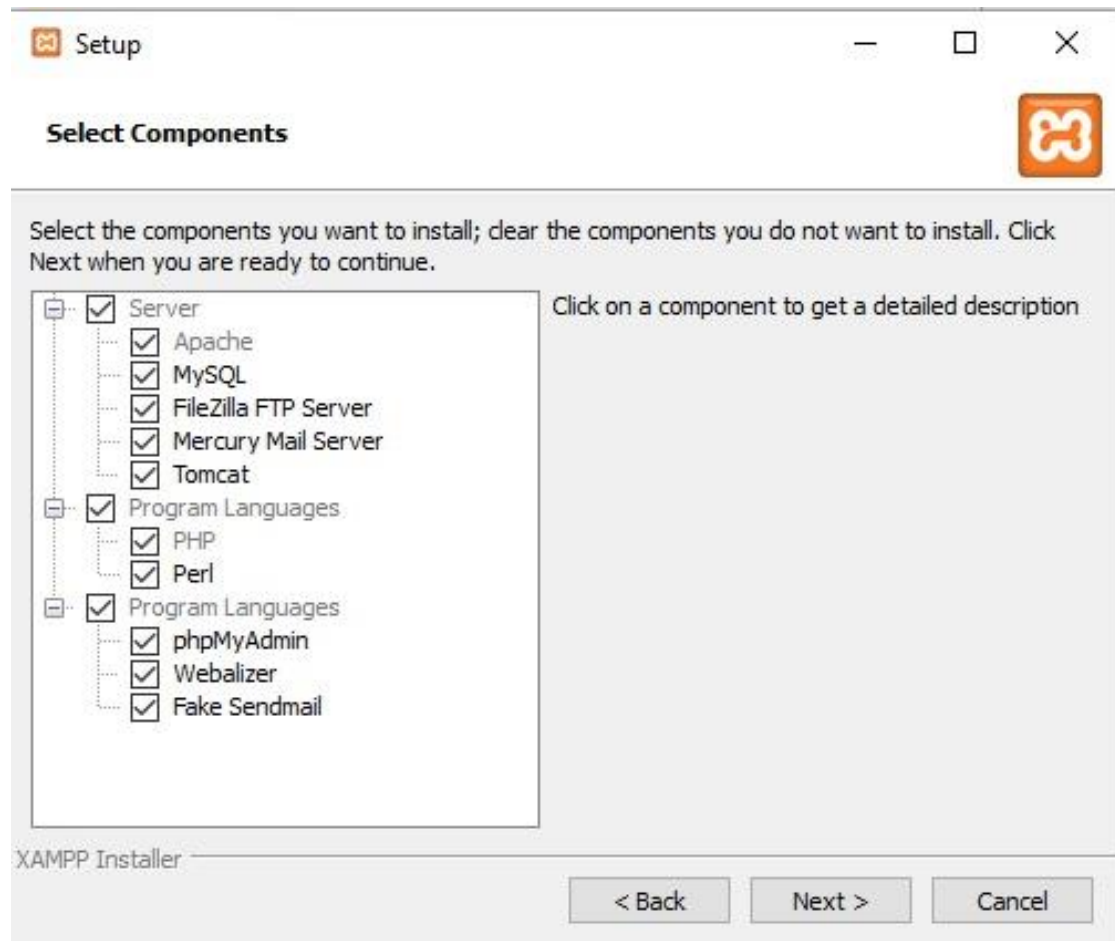 Setup
Select Components
Select the components you want to install; clear the components you do not want to install. Click
Next when you are ready to continue.
Server
Apache
MySQL
FileZilla FTP Server
Mercury Mail Server
Tomcat
Program Languages
PHP
Perl
Program Languages
phpMyAdmin
Webalizer
Fake Sendmail
Click on a component to get a detailed description
XAMPP Installer
< Back
Next >
Cancel